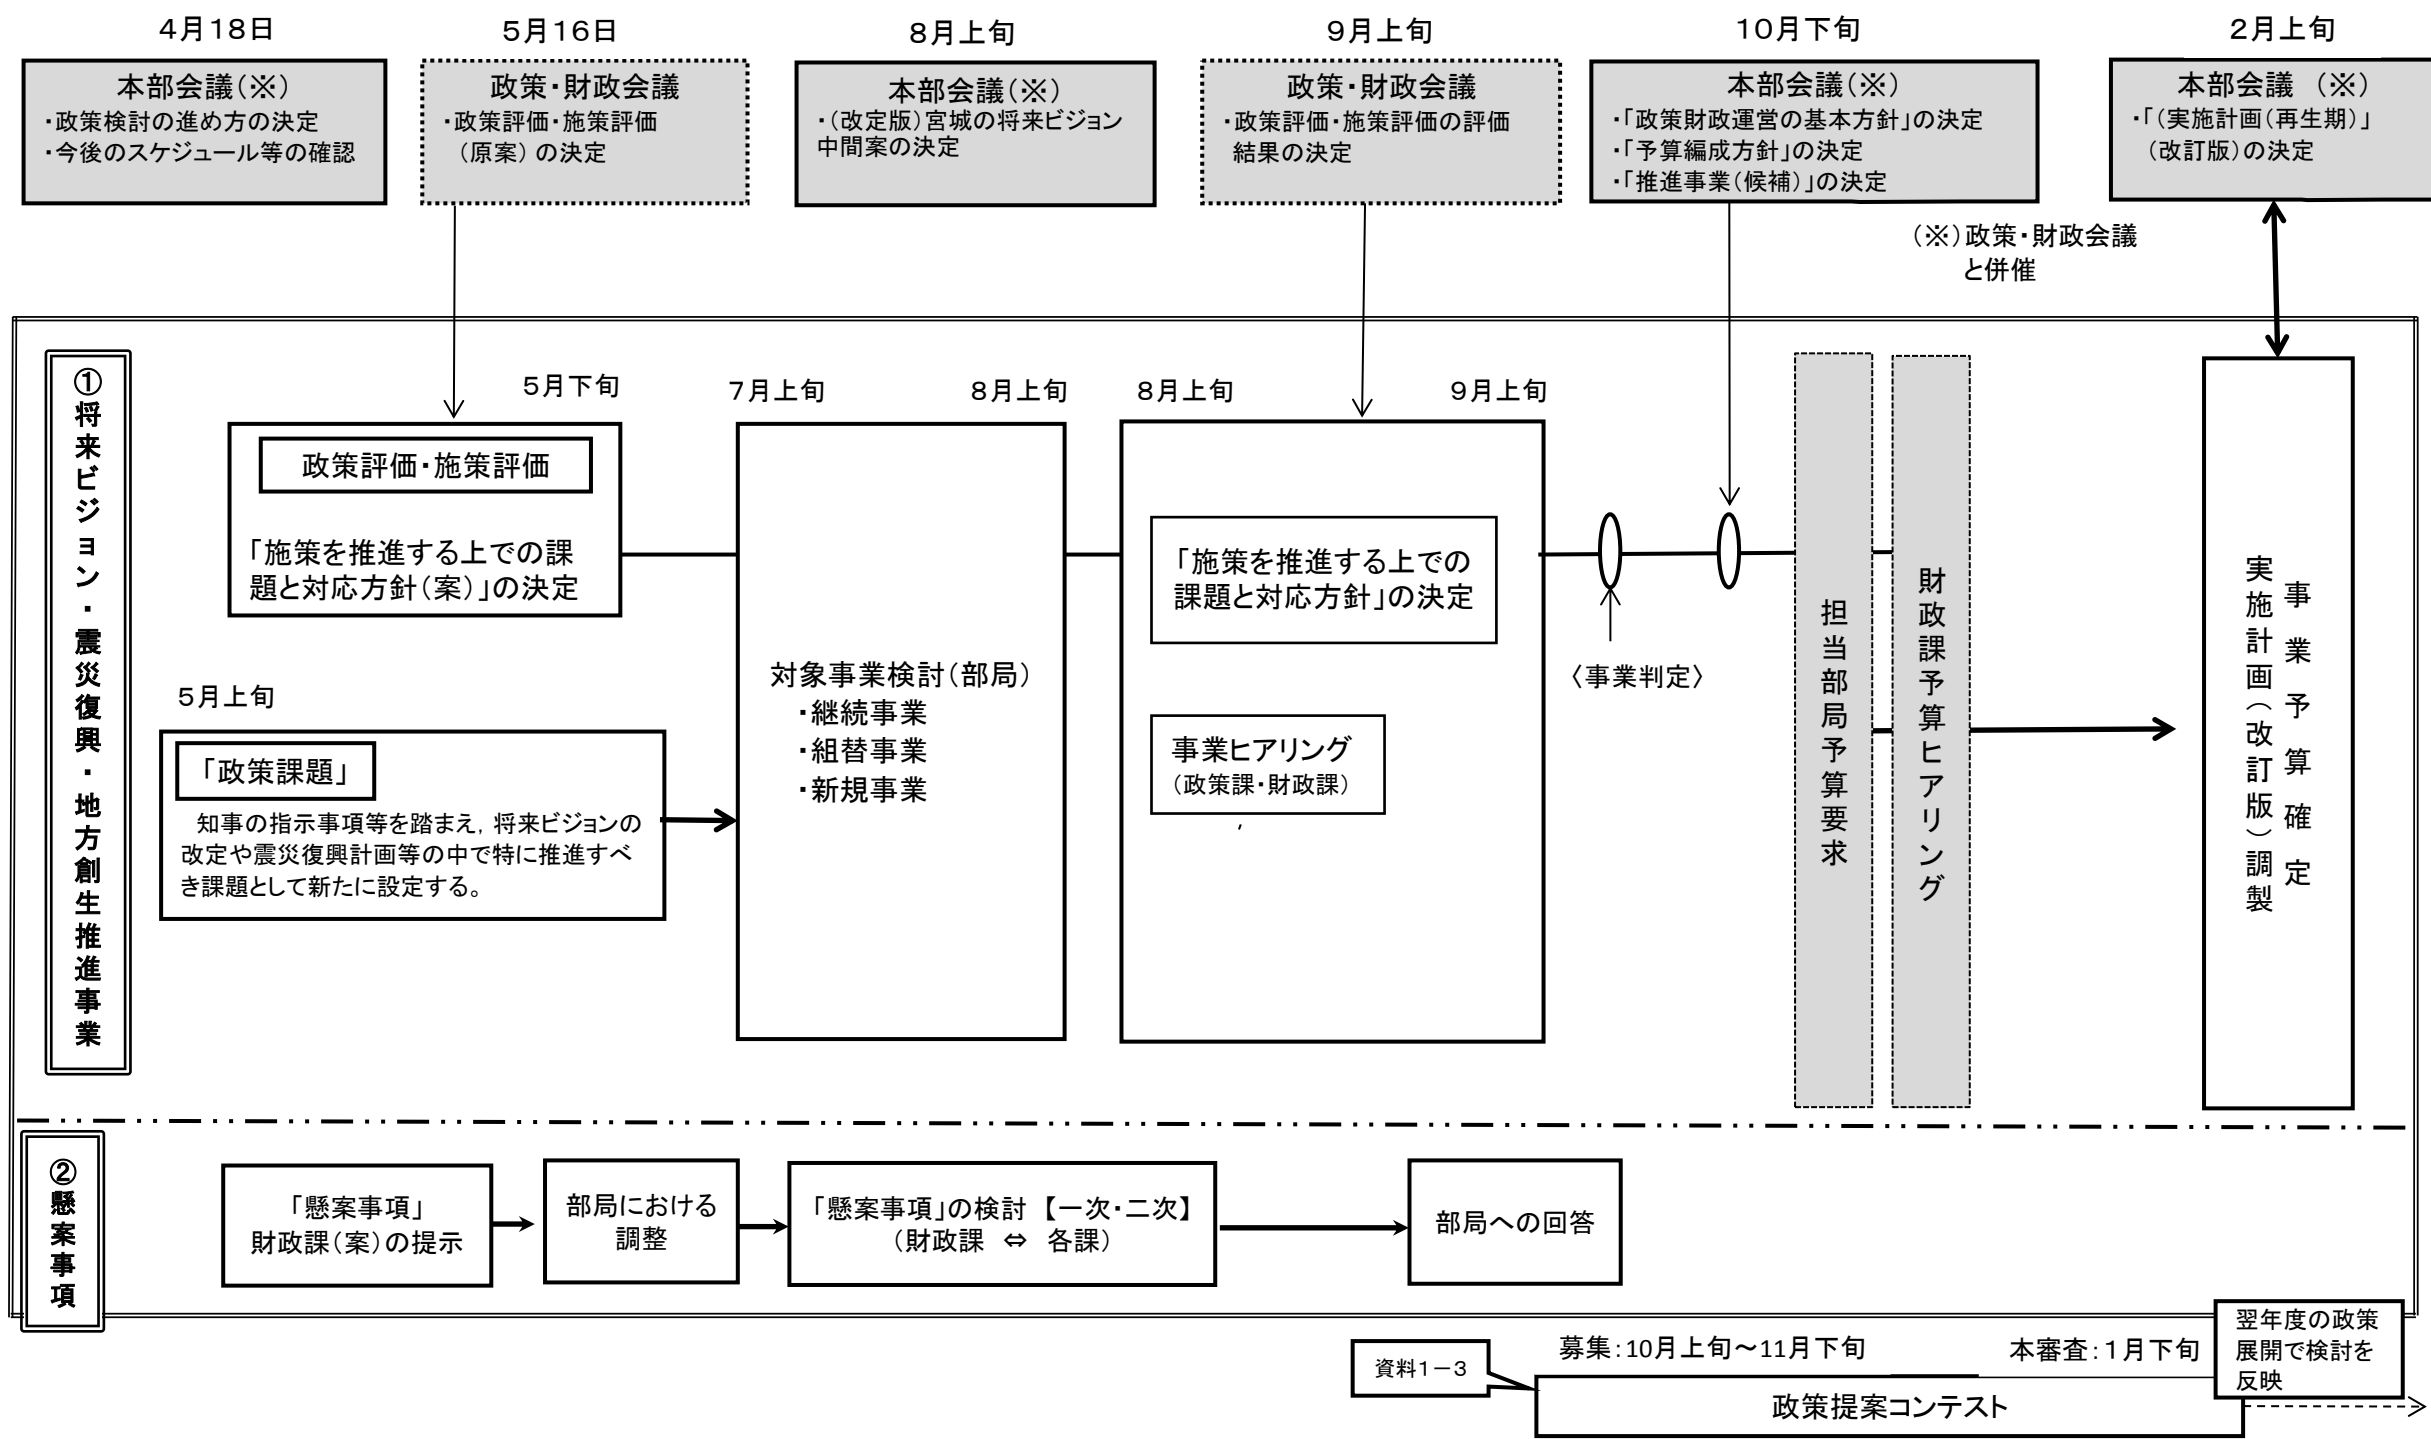 4月18日
本部会議(※)
・政策検討の進め方の決定
・今後のスケジュール等の確認
5月16日
政策・財政会議
・政策評価・施策評価
(原案)の決定
8月上旬
本部会議(※)
・(改定版)宮城の将来ビジョン
中間案の決定
9月上旬
政策・財政会議
・政策評価・施策評価の評価
結果の決定
10月下旬
本部会議(※)
・「政策財政運営の基本方針」の決定
・「予算編成方針」の決定
・「推進事業(候補)」の決定
2月上旬
本部会議 (※)
・「(実施計画(再生期)」
(改訂版)の決定
(※)政策・財政会議
と併催
①将来ビジョン・震災復興・地方創生推進事業
5月下旬
政策評価・施策評価
「施策を推進する上での課
題と対応方針(案)」の決定
5月上旬
「政策課題」
知事の指示事項等を踏まえ,将来ビジョンの
改定や震災復興計画等の中で特に推進すべ
き課題として新たに設定する。
7月上旬
8月上旬
対象事業検討(部局)
・継続事業
・組替事業
・新規事業
8月上旬
9月上旬
「施策を推進する上での
課題と対応方針」の決定
事業ヒアリング
(政策課・財政課)
,
〈事業判定〉
担当部局予算要求
財政課予算ヒアリング
事業予算確定
実施計画(改訂版)調製
②懸案事項
「懸案事項」
財政課(案)の提示
部局における
調整
「懸案事項」の検討 【一次・二次】
(財政課 ⇔ 各課)
部局への回答
資料1-3
募集:10月上旬~11月下旬
本審査:1月下旬
政策提案コンテスト
翌年度の政策
展開で検討を
反映